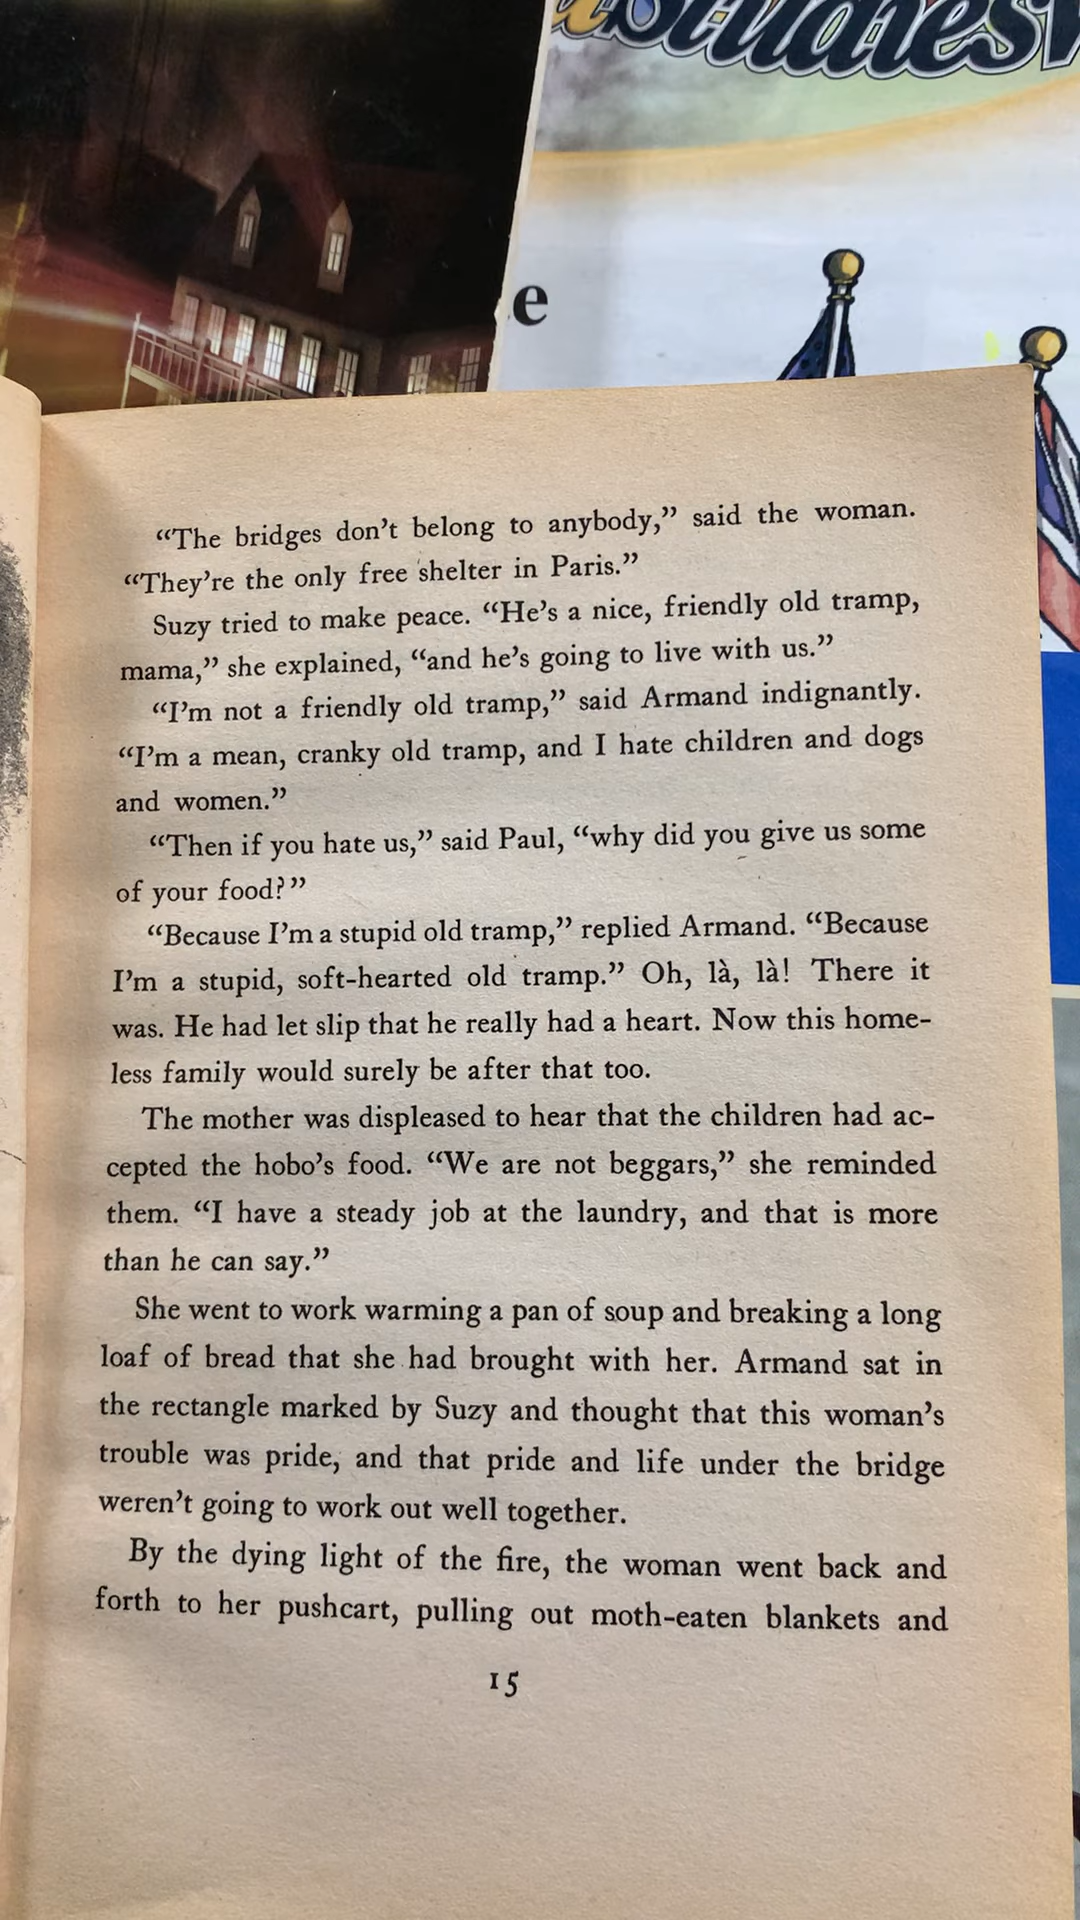 e
“The bridges don’t belong to anybody,” said the woman.
“They’re the only free shelter in Paris.”
Suzy tried to make peace. “He’s a nice, friendly old tramp,
mama,” she explained, “and he’s going to live with us.”
“I’m not a friendly old tramp,” said Armand indignantly.
“I’m a mean, cranky old tramp, and I hate children and dogs
and women.”
“Then if you hate us,” said Paul, “why did you give us some
of your food?”
“Because I’m a stupid old tramp,” replied Armand. “Because
I’m a stupid, soft-hearted old tramp.” Oh, là, là! There it
was. He had let slip that he really had a heart. Now this home-
less family would surely be after that too.
The mother was displeased to hear that the children had ac-
cepted the hobo’s food. “We are not beggars,” she reminded
them. “I have a steady job at the laundry, and that is more
than he can say.”
She went to work warming a pan of soup and breaking a long
loaf of bread that she had brought with her. Armand sat in
the rectangle marked by Suzy and thought that this woman’s
trouble was pride, and that pride and life under the bridge
weren’t going to work out well together.
By the dying light of the fire, the woman went back and
forth to her pushcart, pulling out moth-eaten blankets and
15